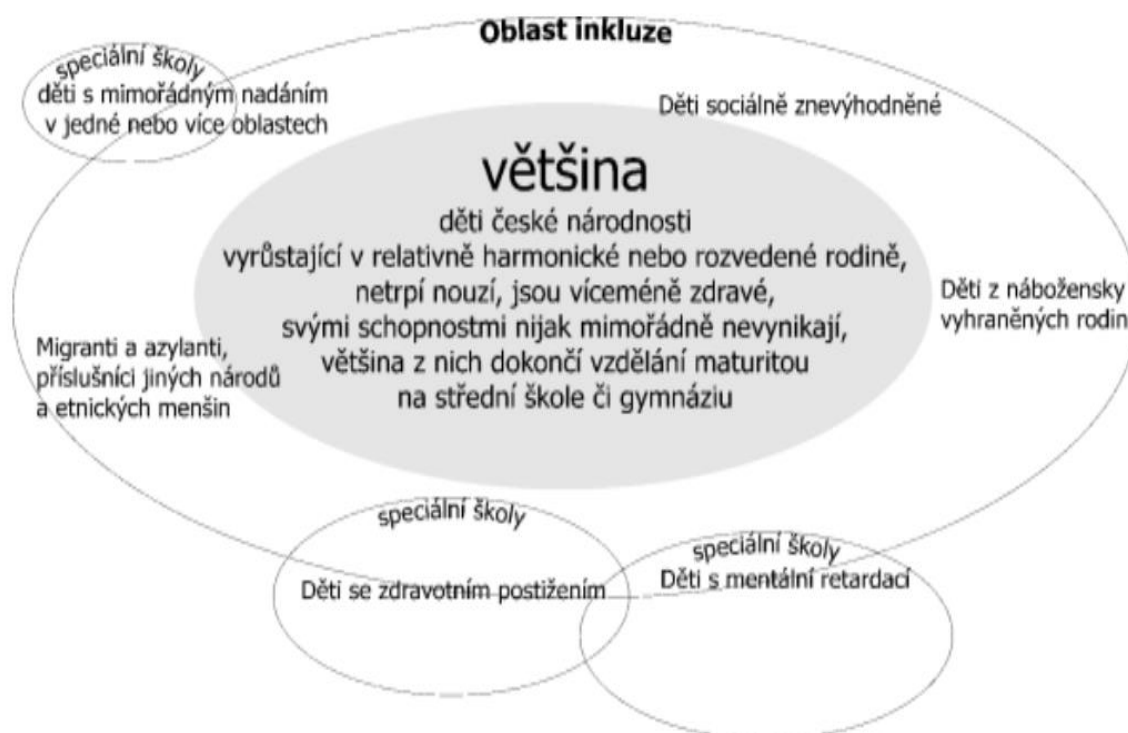 Oblast inkluze
speciální školy
děti s mimořádným nadáním
v jedné nebo více oblastech
Děti sociálně znevýhodněné
většina
děti české národnosti
vyrůstající v relativně harmonické nebo rozvedené rodině,
netrpí nouzí, jsou víceméně zdravé,
svými schopnostmi nijak mimořádně nevynikají,
většina z nich dokončí vzdělání maturitou
na střední škole či gymnáziu
Děti z nábožensky
vyhraněných rodin
Migranti a azylanti,
příslušníci jiných národů
a etnických menšin
speciální školy
Děti se zdravotním postižením
speciální školy
Děti s mentální retardací